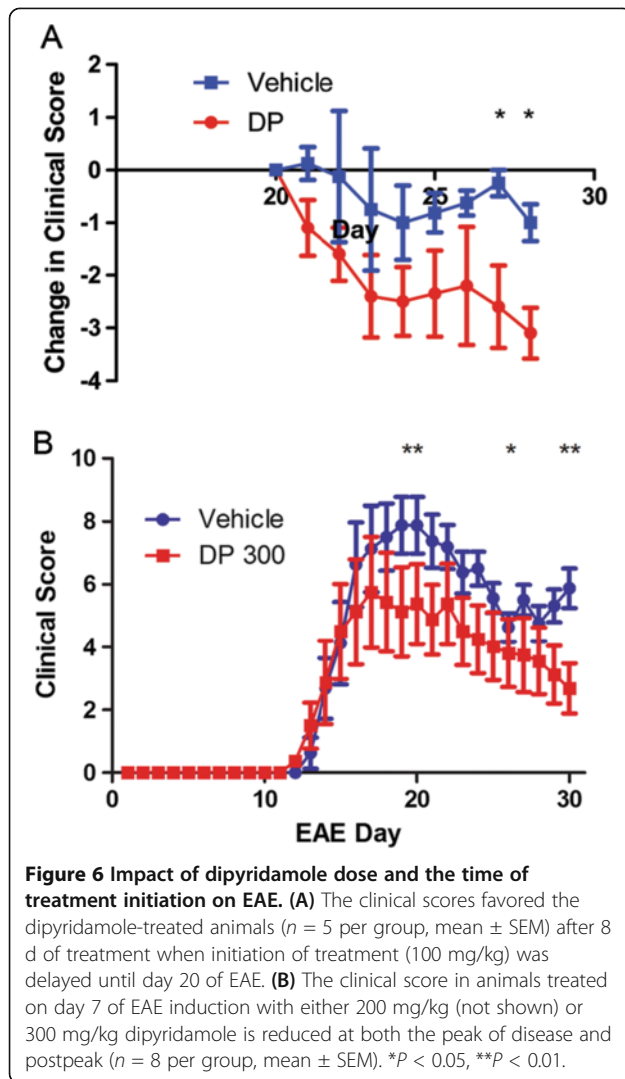 A
2
1
0
-1
-2
-3
-4
Change in Clinical Score
Vehicle
DP
* *
20 25 30
Day
B
10
8
6
4
2
0
Clinical Score
Vehicle
DP 300
** * **
0 10 20 30
EAE Day
Figure 6 Impact of dipyridamole dose and the time of
treatment initiation on EAE. (A) The clinical scores favored the
dipyridamole-treated animals (n = 5 per group, mean ± SEM) after 8
d of treatment when initiation of treatment (100 mg/kg) was
delayed until day 20 of EAE. (B) The clinical score in animals treated
on day 7 of EAE induction with either 200 mg/kg (not shown) or
300 mg/kg dipyridamole is reduced at both the peak of disease and
postpeak (n = 8 per group, mean ± SEM). *P < 0.05, **P < 0.01.